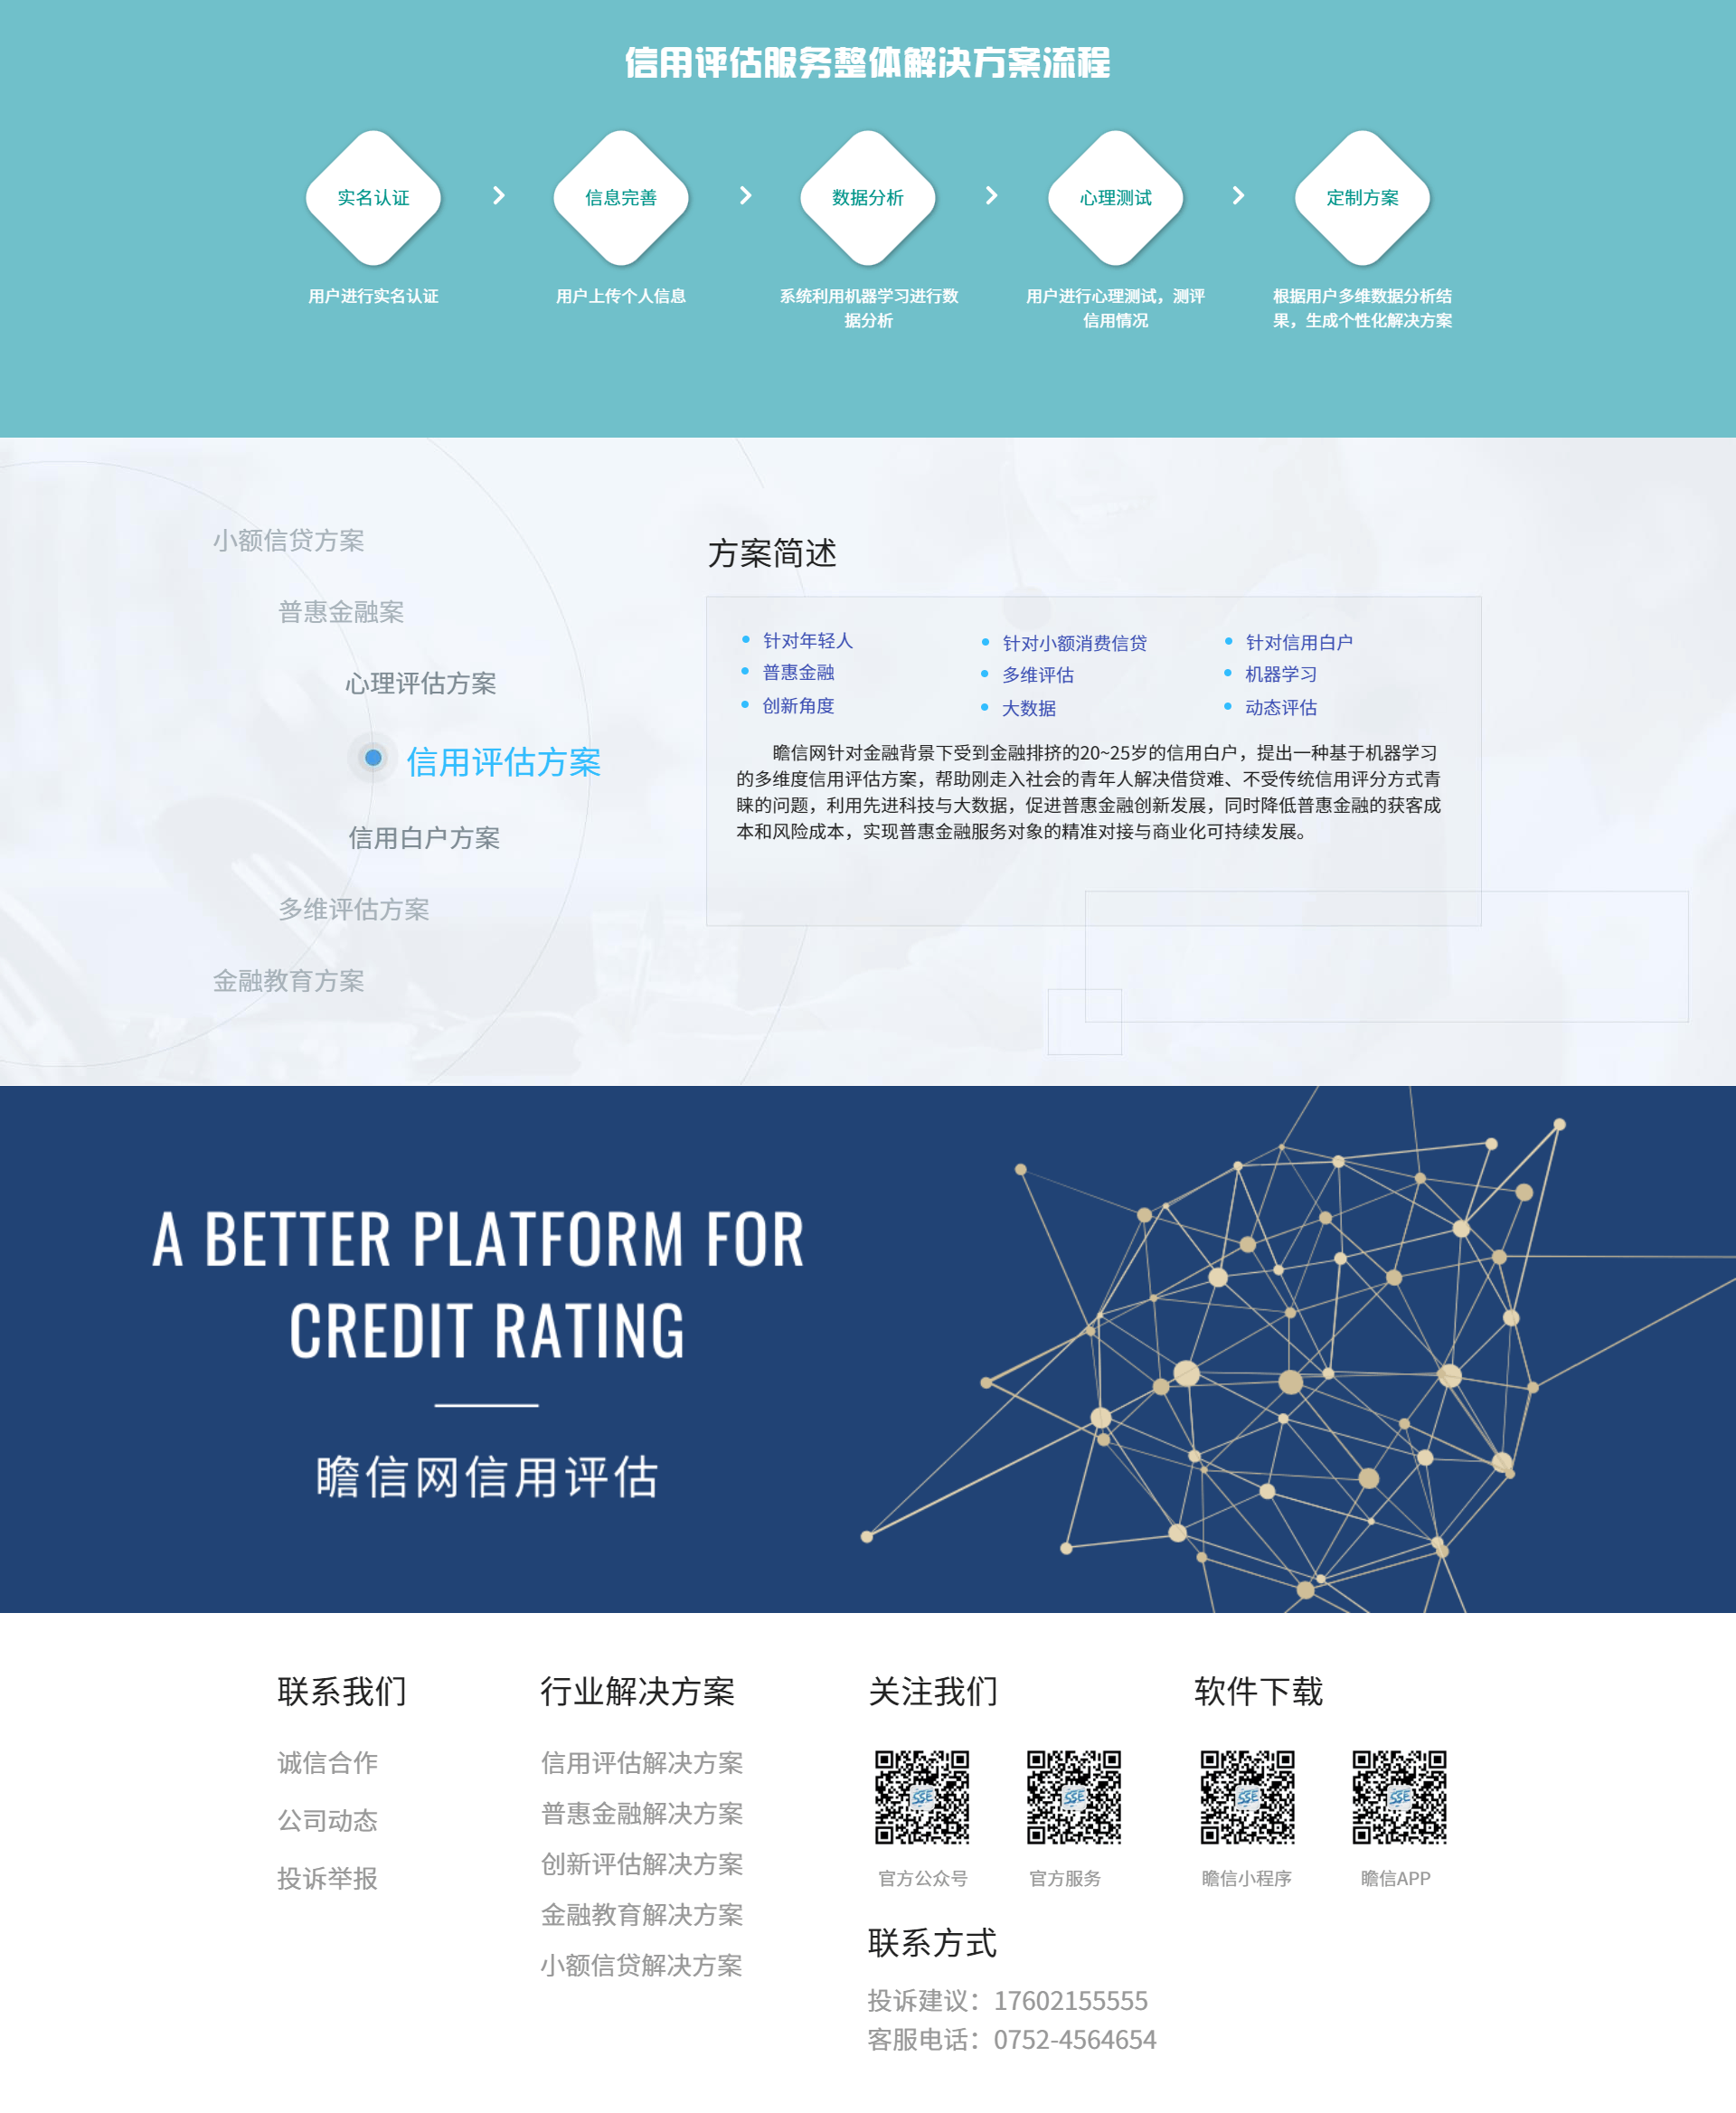 信用评估服务整体解决方案流程
实名认证
信息完善
数据分析
心理测试
定制方案
用户进行实名认证
用户上传个人信息
系统利用机器学习进行数
据分析
用户进行心理测试，测评
信用情况
根据用户多维数据分析结
果，生成个性化解决方案
小额信贷方案
普惠金融案
心理评估方案
信用评估方案
信用白户方案
多维评估方案
金融教育方案
方案简述
针对年轻人
普惠金融
创新角度
针对小额消费信贷
多维评估
大数据
针对信用白户
机器学习
动态评估
瞻信网针对金融背景下受到金融排挤的20~25岁的信用白户，提出一种基于机器学习
的多维度信用评估方案，帮助刚走入社会的青年人解决借贷难、不受传统信用评分方式青
睐的问题，利用先进科技与大数据，促进普惠金融创新发展，同时降低普惠金融的获客成
本和风险成本，实现普惠金融服务对象的精准对接与商业化可持续发展。
A BETTER PLATFORM FOR
CREDIT RATING
瞻信网信用评估
联系我们
诚信合作
公司动态
投诉举报
行业解决方案
信用评估解决方案
普惠金融解决方案
创新评估解决方案
金融教育解决方案
小额信贷解决方案
关注我们
SSE
SSE
官方公众号
官方服务
软件下载
SSE
SSE
瞻信小程序
瞻信APP
联系方式
投诉建议：17602155555
客服电话：0752-4564654